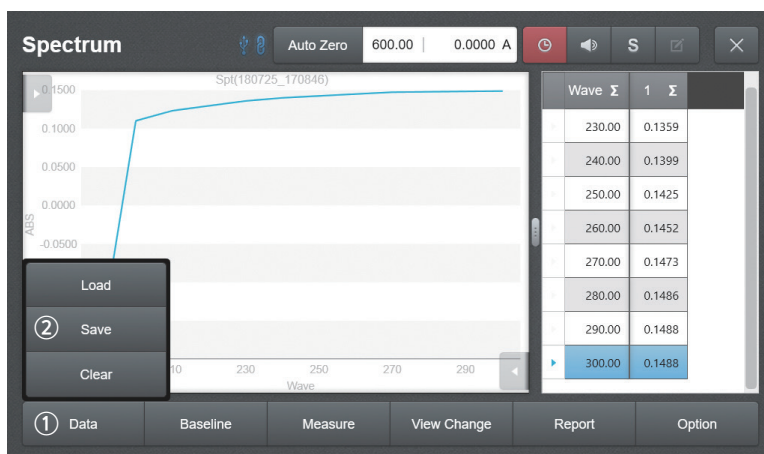 Spectrum
Auto Zero
600.00 | 0.0000 A
S
Spt(180725_170846)
0.1500
0.1000
0.0500
0.0000
-0.0500
ABS
10 230 250 270 290
Wave
Wave Σ 1 Σ
230.00 0.1359
240.00 0.1399
250.00 0.1425
260.00 0.1452
270.00 0.1473
280.00 0.1486
290.00 0.1488
300.00 0.1488
Load
② Save
Clear
① Data Baseline Measure View Change Report Option